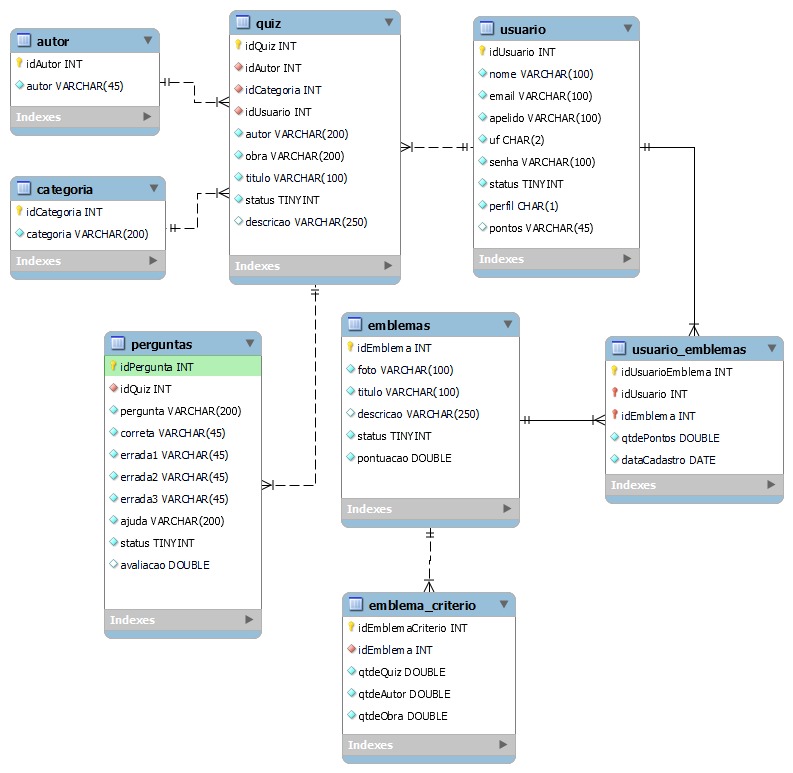 autor
idAutor INT
autor VARCHAR(45)
Indexes
categoria
idCategoria INT
categoria VARCHAR(200)
Indexes
quiz
idQuiz INT
idAutor INT
idCategoria INT
idUsuario INT
autor VARCHAR(200)
obra VARCHAR(200)
titulo VARCHAR(100)
status TINYINT
descricao VARCHAR(250)
Indexes
usuario
idUsuario INT
nome VARCHAR(100)
email VARCHAR(100)
apelido VARCHAR(100)
uf CHAR(2)
senha VARCHAR(100)
status TINYINT
perfil CHAR(1)
pontos VARCHAR(45)
Indexes
perguntas
idPergunta INT
idQuiz INT
pergunta VARCHAR(200)
correta VARCHAR(45)
errada1 VARCHAR(45)
errada2 VARCHAR(45)
errada3 VARCHAR(45)
ajuda VARCHAR(200)
status TINYINT
avaliacao DOUBLE
Indexes
emblemas
idEmblema INT
foto VARCHAR(100)
titulo VARCHAR(100)
descricao VARCHAR(250)
status TINYINT
pontuacao DOUBLE
Indexes
usuario_emblemas
idUsuarioEmblema INT
idUsuario INT
idEmblema INT
qtdePontos DOUBLE
dataCadastro DATE
Indexes
emblema_criterio
idEmblemaCriterio INT
idEmblema INT
qtdeQuiz DOUBLE
qtdeAutor DOUBLE
qtdeObra DOUBLE
Indexes